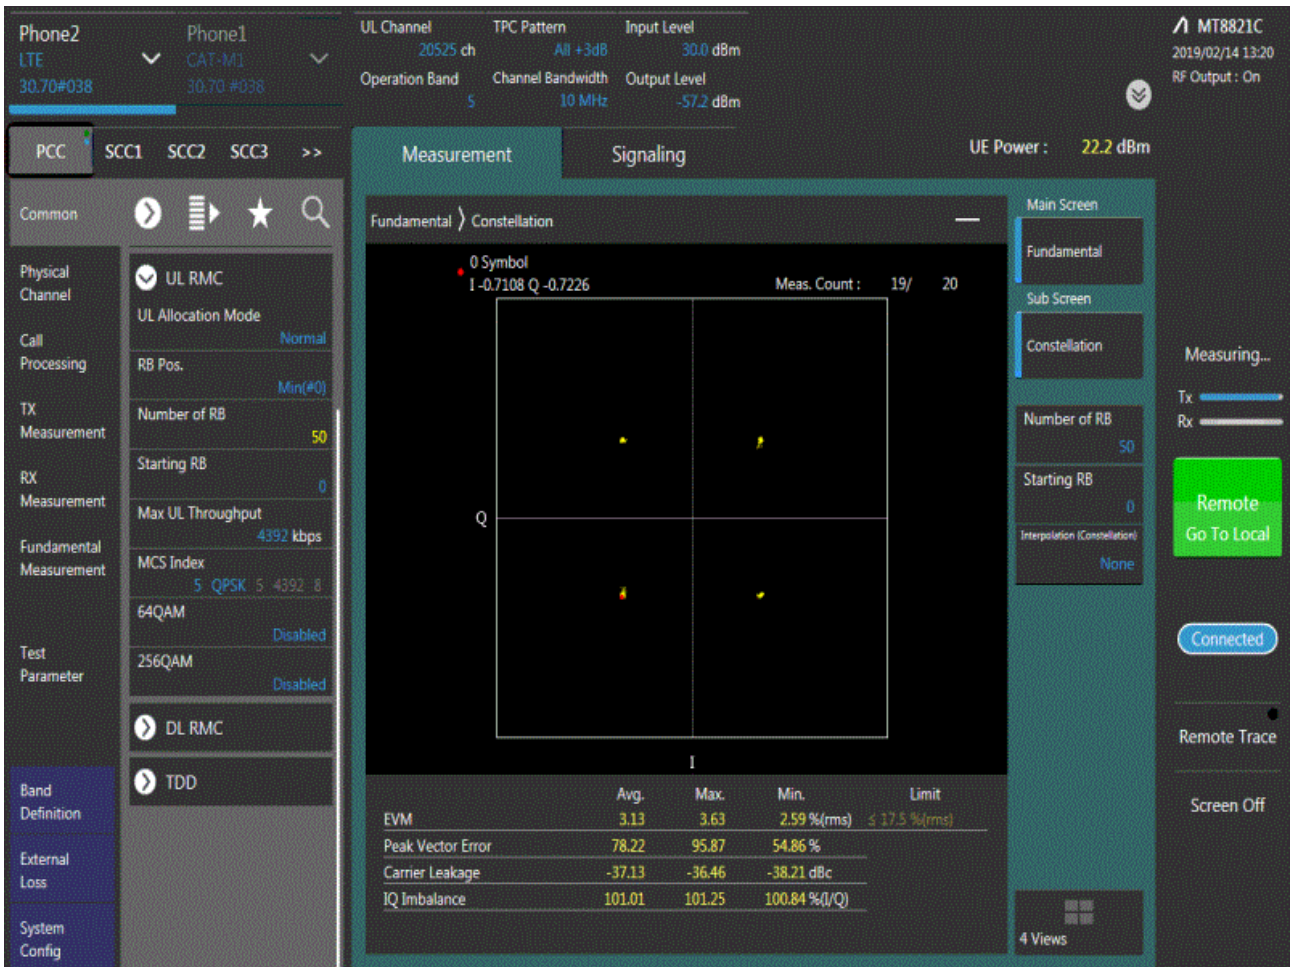 Phone2
LTE
30.70#038
Phone1
CAT-M1
30.70 #038
UL Channel
20525 ch
TPC Pattern
All +3dB
Input Level
30.0 dBm
Operation Band
5
Channel Bandwidth
10 MHz
Output Level
-57.2 dBm
MT8821C
2019/02/14 13:20
RF Output : On
PCC SCC1 SCC2 SCC3 >>
Measurement Signaling
UE Power : 22.2 dBm
Common
Physical
Channel
Call
Processing
TX
Measurement
RX
Measurement
Fundamental
Measurement
Test
Parameter
Band
Definition
External
Loss
System
Config
UL RMC
UL Allocation Mode
Normal
RB Pos.
Min(#0)
Number of RB
50
Starting RB
0
Max UL Throughput
4392 kbps
MCS Index
5 QPSK 5 4392 8
64QAM
Disabled
256QAM
Disabled
DL RMC
TDD
Fundamental 〉 Constellation
0 Symbol
I -0.7108 Q -0.7226
Meas. Count : 19/ 20
Q
I
Avg. Max. Min. Limit
EVM 3.13 3.63 2.59 %(rms) ≤ 17.5 %(rms)
Peak Vector Error 78.22 95.87 54.86 %
Carrier Leakage -37.13 -36.46 -38.21 dBc
IQ Imbalance 101.01 101.25 100.84 %(I/Q)
Main Screen
Fundamental
Sub Screen
Constellation
Number of RB
50
Starting RB
0
Interpolation (Constellation)
None
4 Views
Measuring...
Tx
Rx
Remote
Go To Local
Connected
Remote Trace
Screen Off